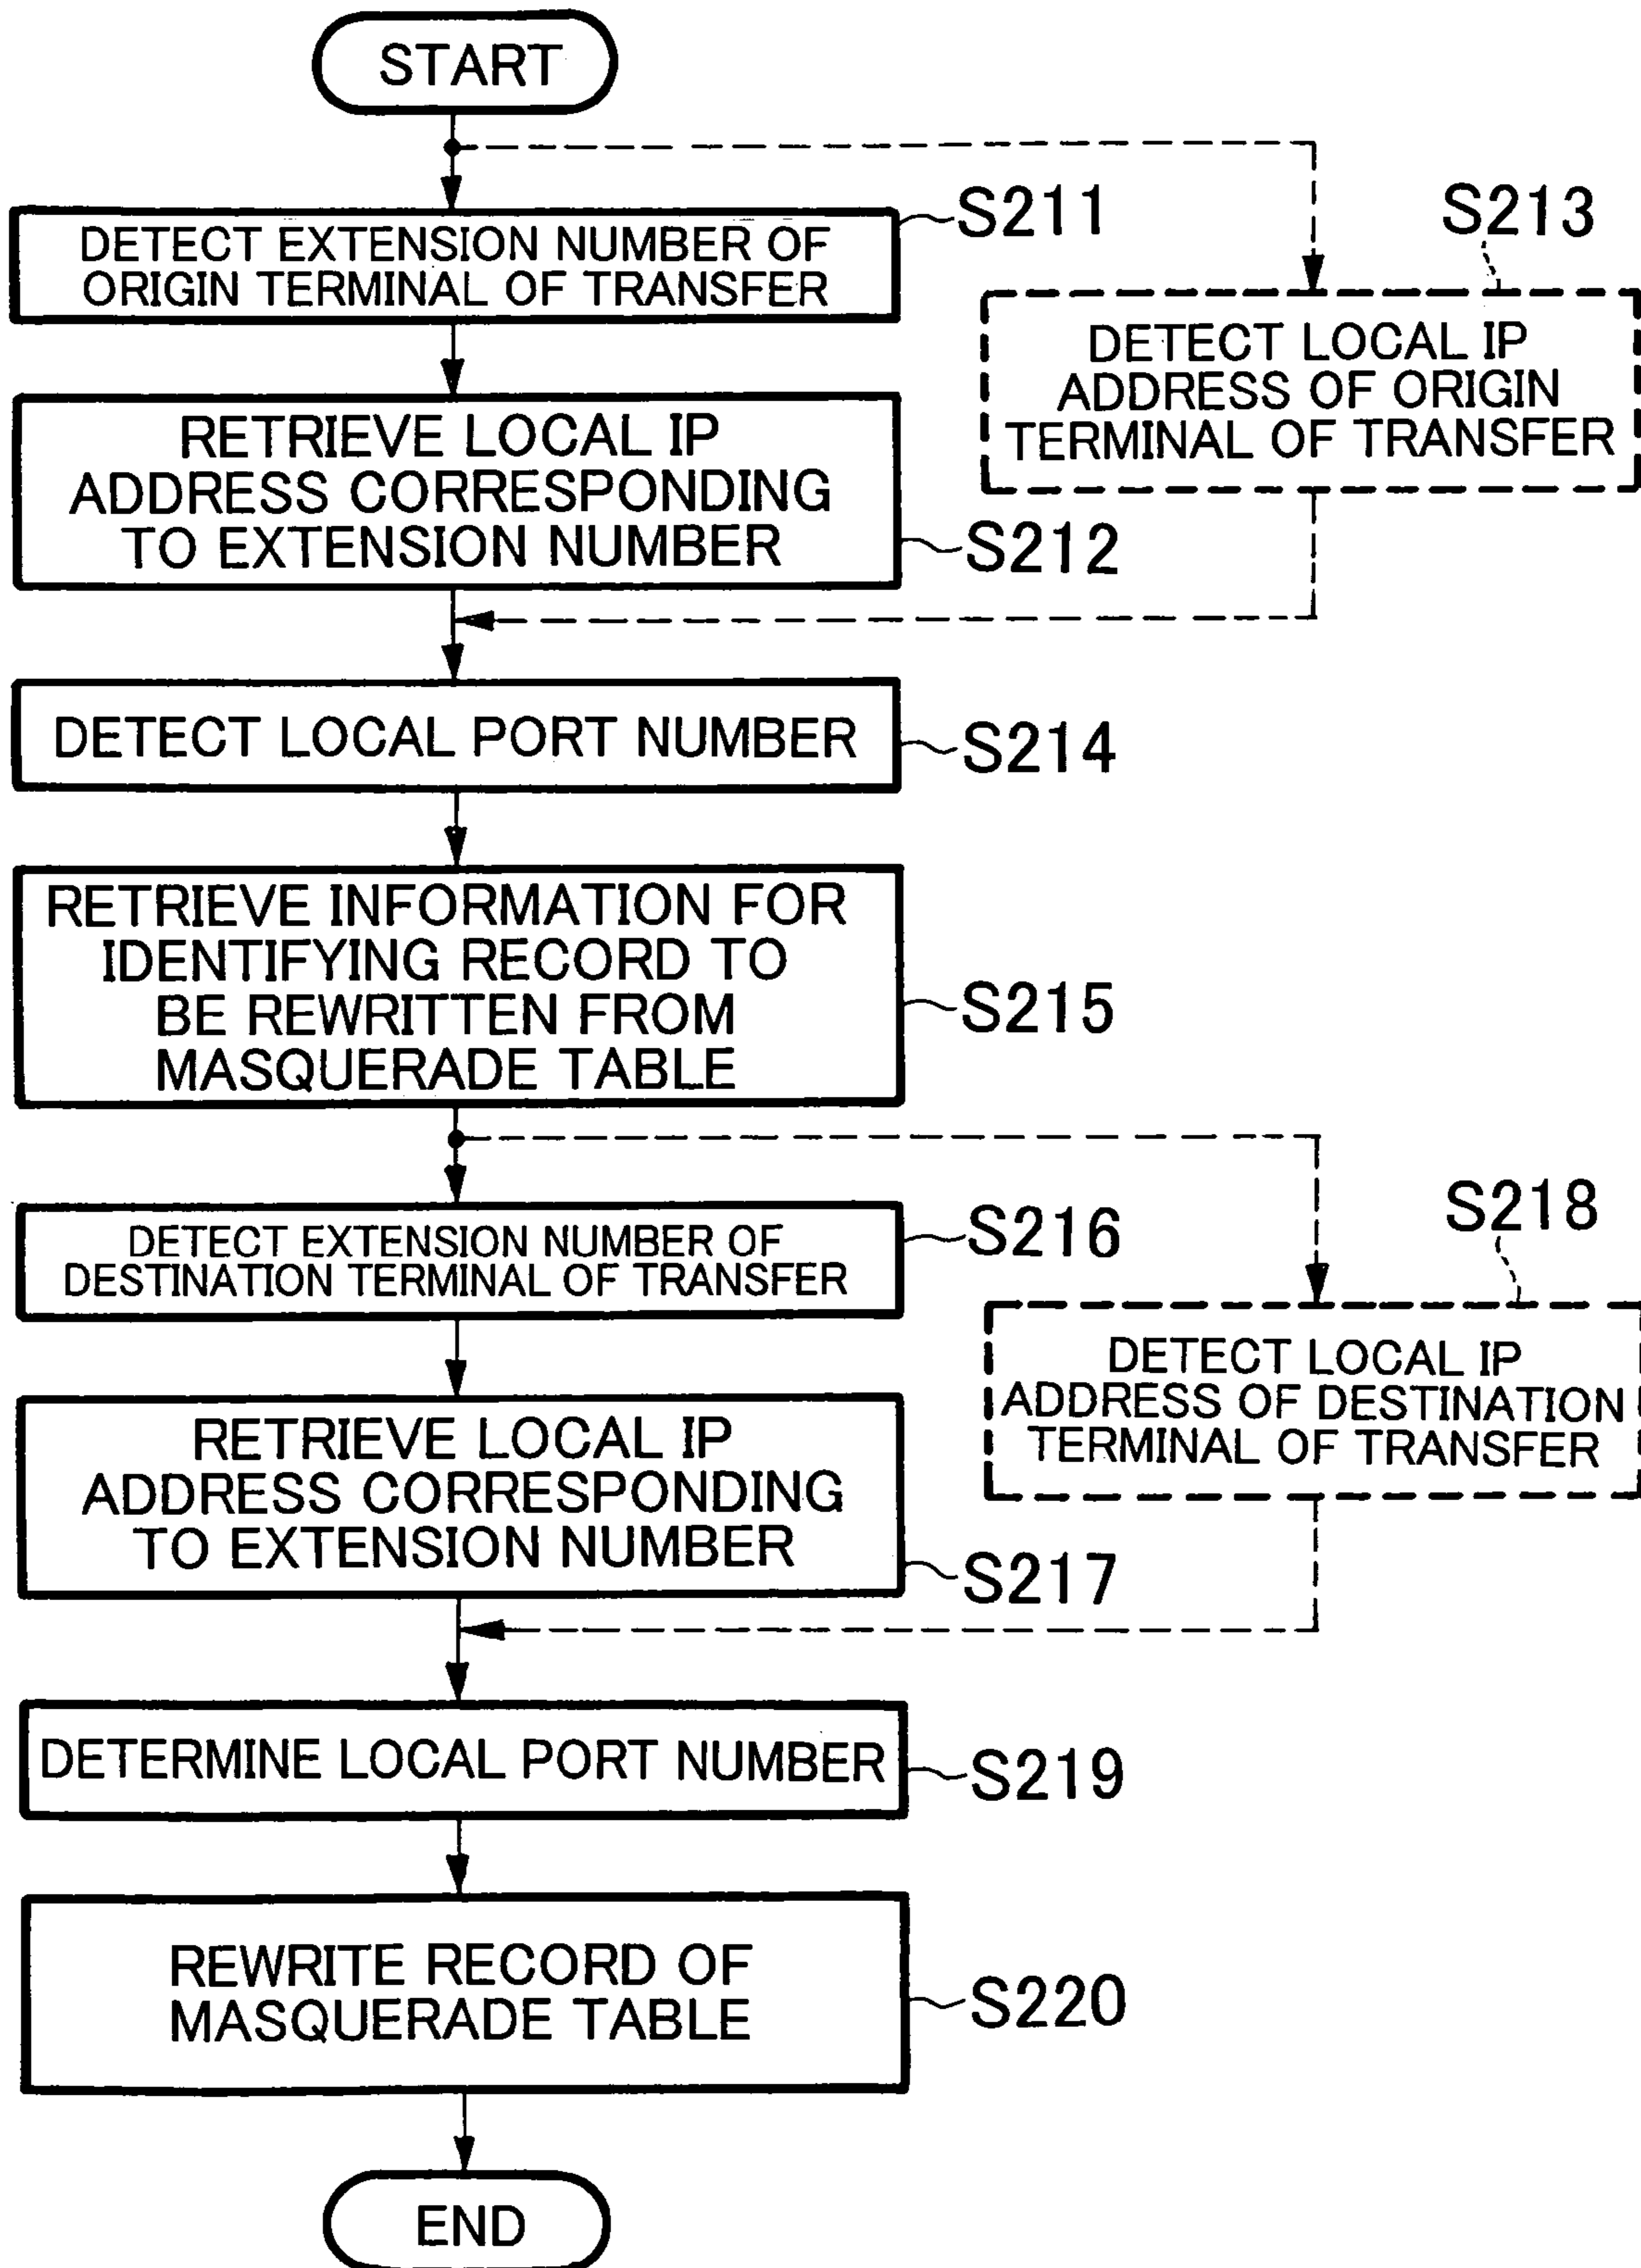 START
S211
DETECT EXTENSION NUMBER OF
ORIGIN TERMINAL OF TRANSFER
S213
DETECT LOCAL IP
ADDRESS OF ORIGIN
TERMINAL OF TRANSFER
RETRIEVE LOCAL IP
ADDRESS CORRESPONDING
TO EXTENSION NUMBER
S212
DETECT LOCAL PORT NUMBER
S214
RETRIEVE INFORMATION FOR
IDENTIFYING RECORD TO
BE REWRITTEN FROM
MASQUERADE TABLE
S215
DETECT EXTENSION NUMBER OF
DESTINATION TERMINAL OF TRANSFER
S216
S218
DETECT LOCAL IP
ADDRESS OF DESTINATION
TERMINAL OF TRANSFER
RETRIEVE LOCAL IP
ADDRESS CORRESPONDING
TO EXTENSION NUMBER
S217
DETERMINE LOCAL PORT NUMBER
S219
REWRITE RECORD OF
MASQUERADE TABLE
S220
END